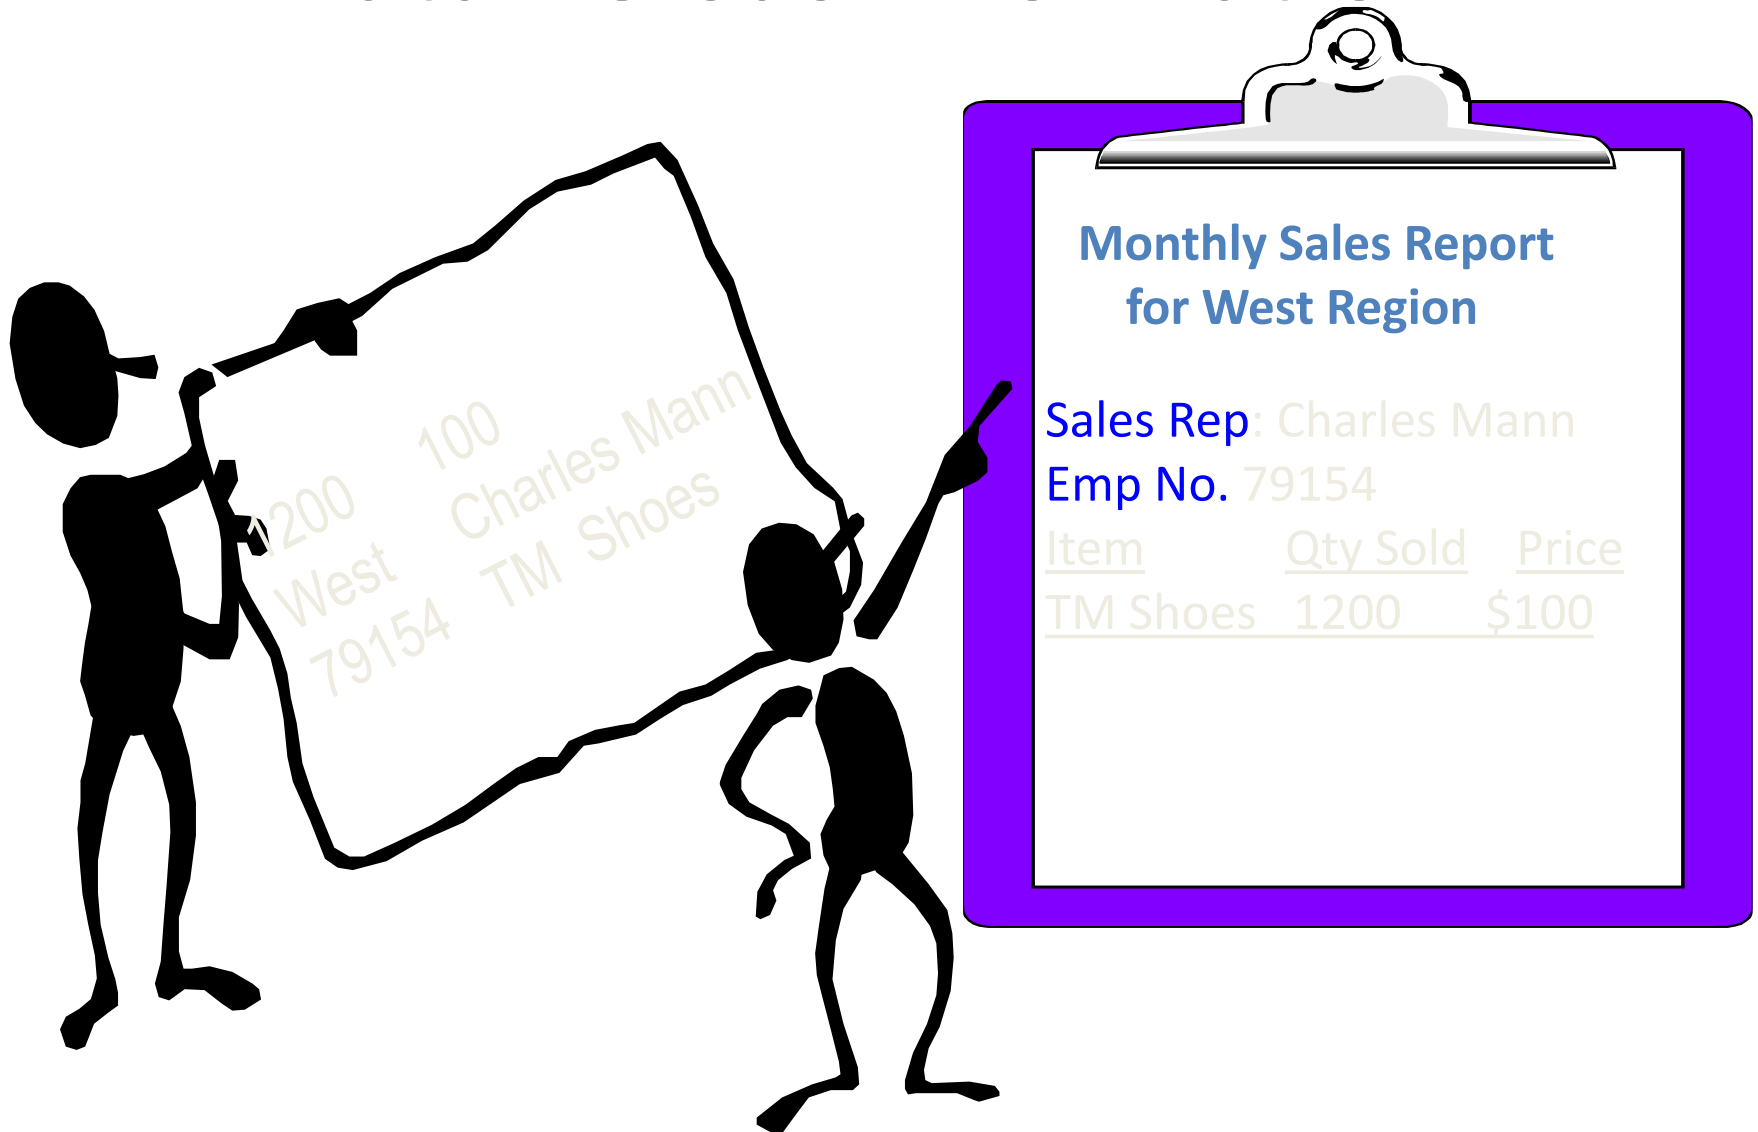 1200 100
West Charles Mann
79154 TM Shoes
Monthly Sales Report
for West Region
Sales Rep: Charles Mann
Emp No. 79154
Item Qty Sold Price
TM Shoes 1200 $100